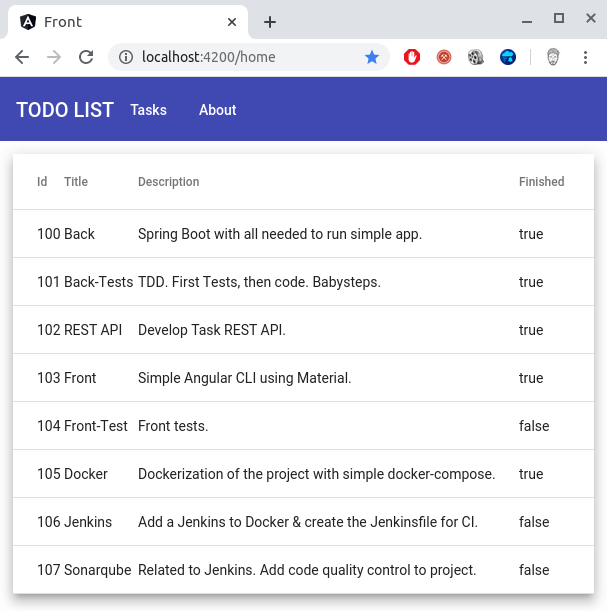 Front
localhost:4200/home
TODO LIST Tasks About
Id Title Description Finished
100 Back Spring Boot with all needed to run simple app. true
101 Back-Tests TDD. First Tests, then code. Babysteps. true
102 REST API Develop Task REST API. true
103 Front Simple Angular CLI using Material. true
104 Front-Test Front tests. false
105 Docker Dockerization of the project with simple docker-compose. true
106 Jenkins Add a Jenkins to Docker & create the Jenkinsfile for CI. false
107 Sonarqube Related to Jenkins. Add code quality control to project. false